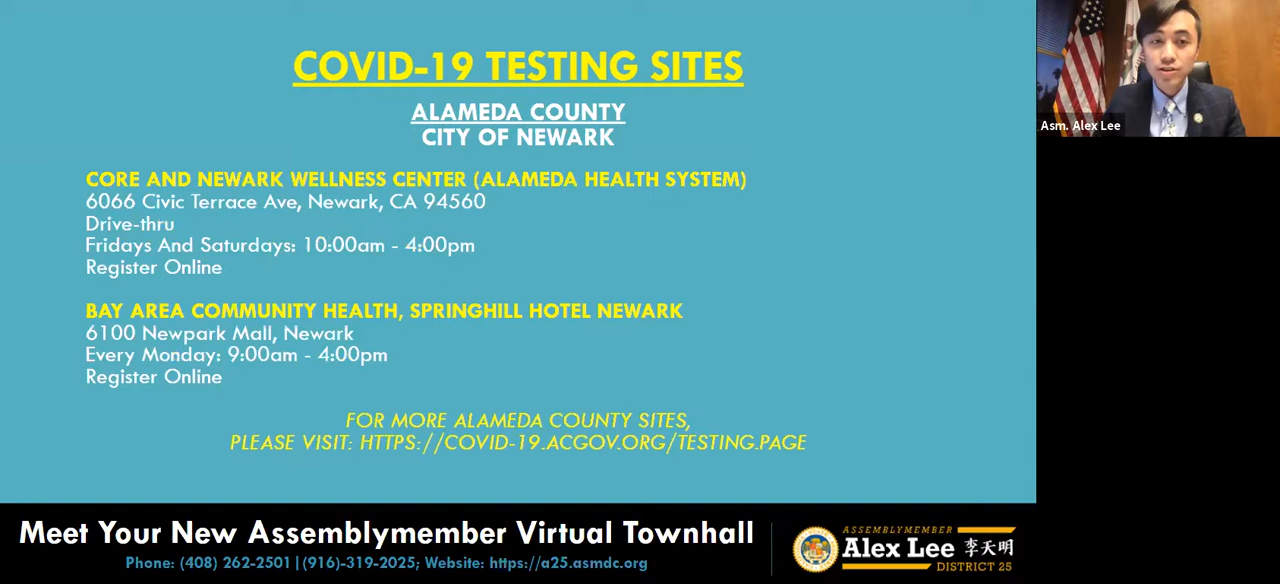 COVID-19 TESTING SITES
ALAMEDA COUNTY
CITY OF NEWARK
CORE AND NEWARK WELLNESS CENTER (ALAMEDA HEALTH SYSTEM)
6066 Civic Terrace Ave, Newark, CA 94560
Drive-thru
Fridays And Saturdays: 10:00am - 4:00pm
Register Online
BAY AREA COMMUNITY HEALTH, SPRINGHILL HOTEL NEWARK
6100 Newpark Mall, Newark
Every Monday: 9:00am - 4:00pm
Register Online
FOR MORE ALAMEDA COUNTY SITES,
PLEASE VISIT: HTTPS://COVID-19.ACGOV.ORG/TESTING.PAGE
Asm. Alex Lee
Meet Your New Assemblymember Virtual Townhall
Phone: (408) 262-2501|(916)-319-2025; Website: https://a25.asmdc.org
ASSEMBLYMEMBER
Alex Lee 李天明
DISTRICT 25